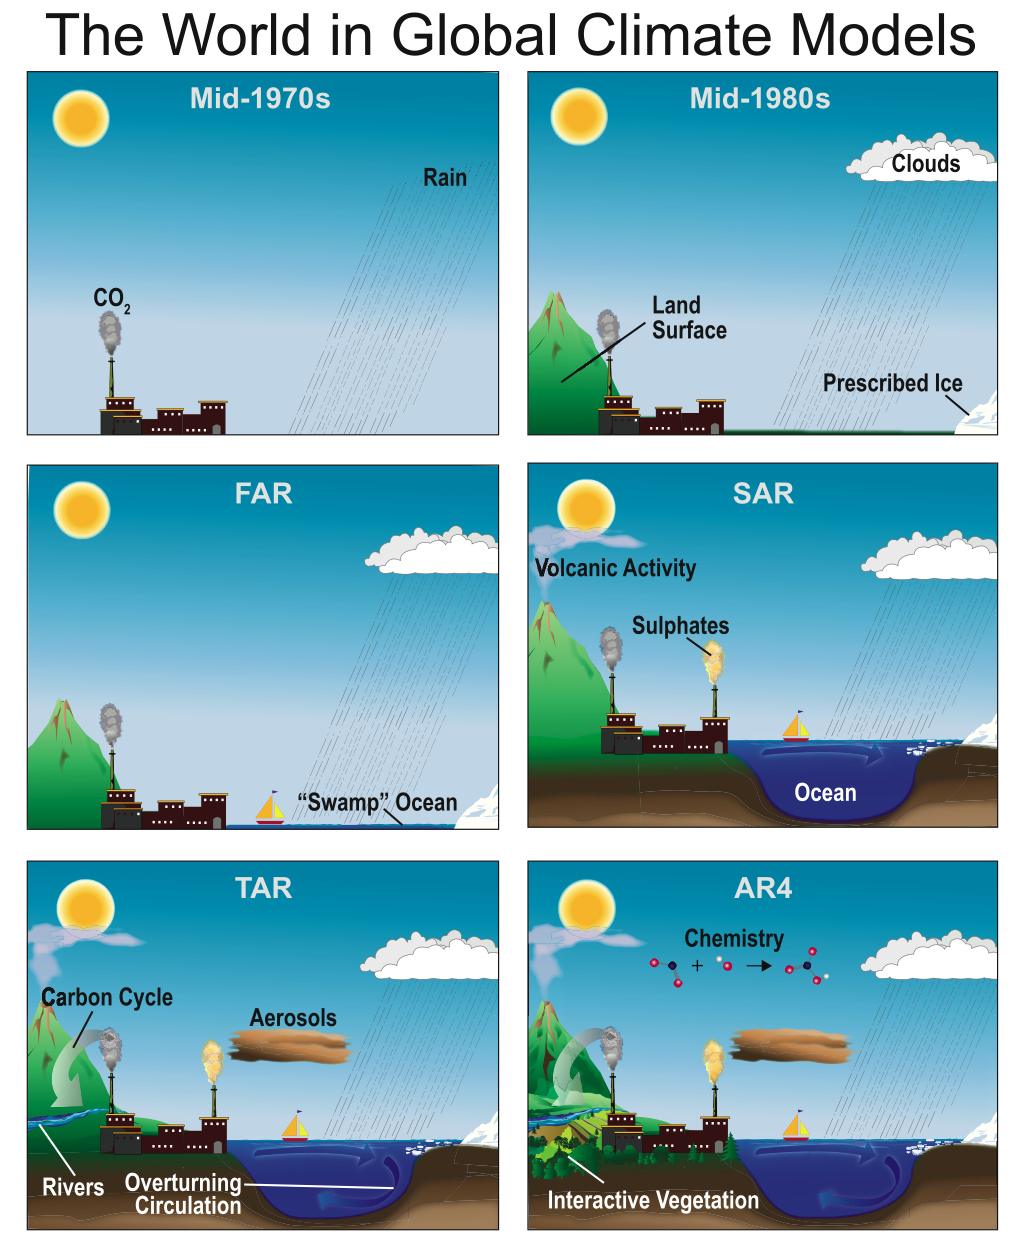 The World in Global Climate Models
Mid-1970s
Rain
CO₂
Mid-1980s
Clouds
Land
Surface
Prescribed Ice
FAR
“Swamp” Ocean
SAR
Volcanic Activity
Sulphates
Ocean
TAR
Carbon Cycle
Aerosols
Rivers
Overturning
Circulation
AR4
Chemistry
+
Interactive Vegetation